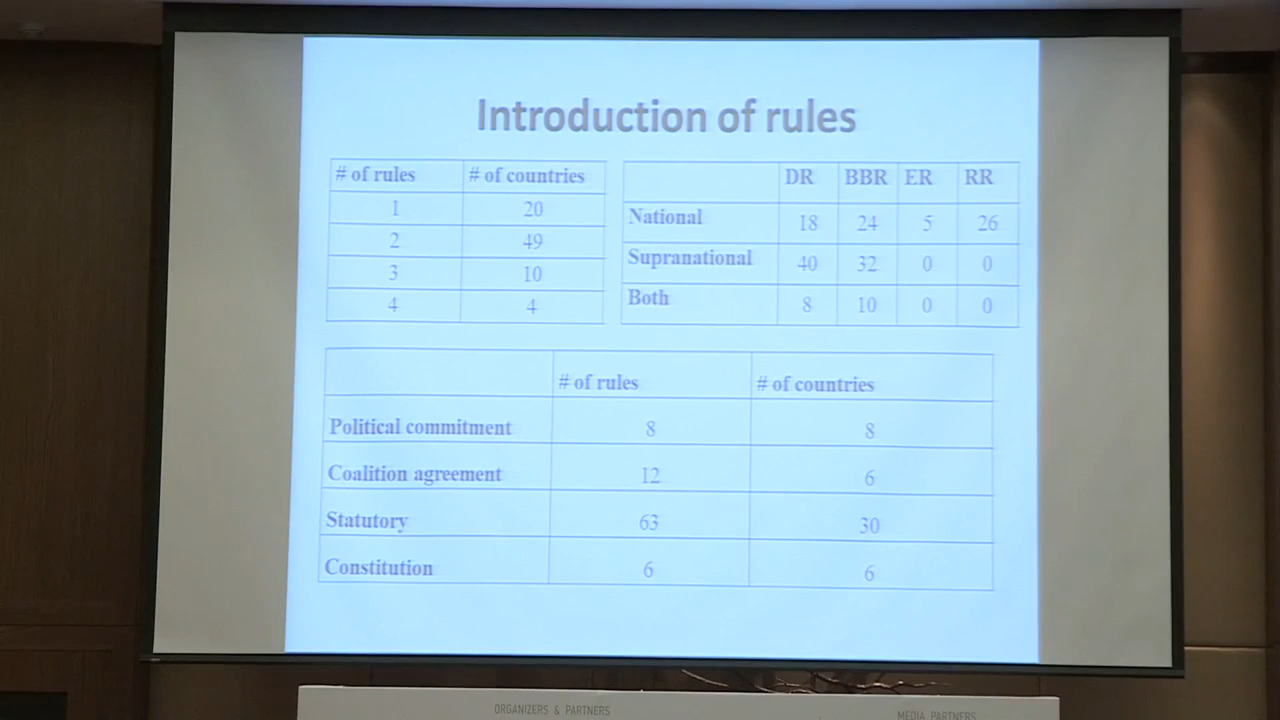 Introduction of rules
# of rules # of countries
1 20
2 49
3 10
4 4
DR BBR ER RR
National 18 24 5 26
Supranational 40 32 0 0
Both 8 10 0 0
# of rules # of countries
Political commitment 8 8
Coalition agreement 12 6
Statutory 63 30
Constitution 6 6
ORGANIZERS & PARTNERS MEDIA PARTNERS